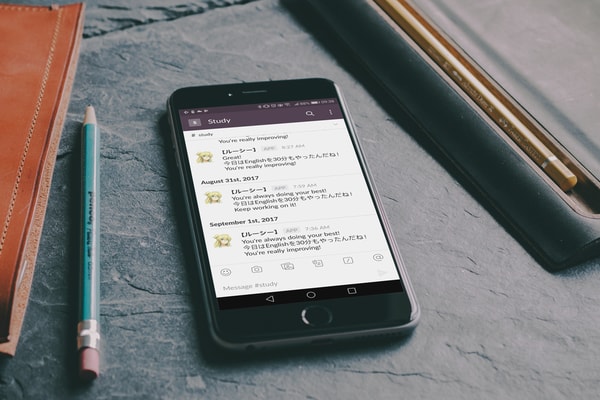 Study
# study
You're really improving!
【ルーシー】 APP 8:27 AM
Great!
今日はEnglishを30分もやったんだね!
August 31st, 2017
【ルーシー】 APP 7:59 AM
You're always doing your best!
今日はEnglishを30分もやったんだね!
Keep working on it!
September 1st, 2017
【ルーシー】 APP 7:36 AM
You're always doing your best!
今日はEnglishを30分もやったんだね!
You're really improving!
Message #study